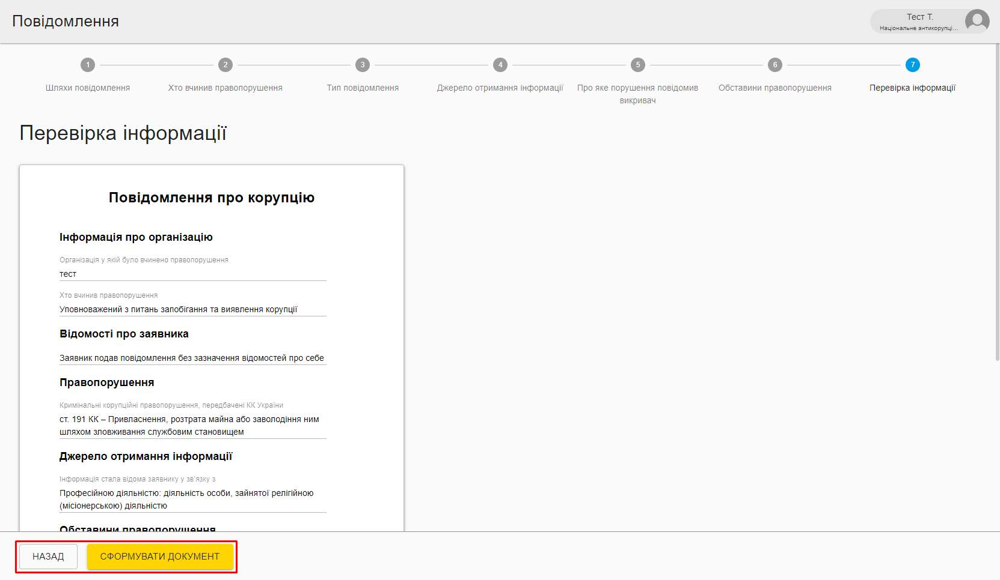 Повідомлення
Тест Т.
Національне антикорупці...
1
2
3
4
5
6
7
Шляхи повідомлення
Хто вчинив правопорушення
Тип повідомлення
Джерело отримання інформації
Про яке порушення повідомив
викривач
Обставини правопорушення
Перевірка інформації
Перевірка інформації
Повідомлення про корупцію
Інформація про організацію
Організація у якій було вчинено правопорушення
тест
Хто вчинив правопорушення
Уповноважений з питань запобігання та виявлення корупції
Відомості про заявника
Заявник подав повідомлення без зазначення відомостей про себе
Правопорушення
Кримінальні корупційні правопорушення, передбачені КК України
ст. 191 КК – Привласнення, розтрата майна або заволодіння ним
шляхом зловживання службовим становищем
Джерело отримання інформації
Інформація стала відома заявнику у зв'язку з
Професійною діяльністю: діяльність особи, зайнятої релігійною
(місіонерською) діяльністю
Обставини правопорушення
НАЗАД
СФОРМУВАТИ ДОКУМЕНТ